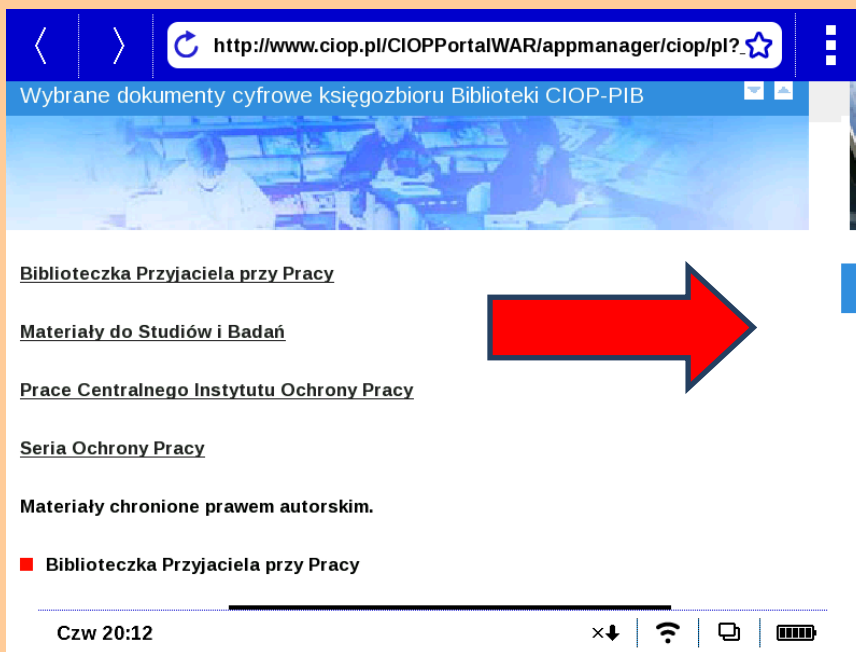 http://www.ciop.pl/CIOPPortalWAR/appmanager/ciop/pl?_
Wybrane dokumenty cyfrowe księgozbioru Biblioteki CIOP-PIB
Biblioteczka Przyjaciela przy Pracy
Materiały do Studiów i Badań
Prace Centralnego Instytutu Ochrony Pracy
Seria Ochrony Pracy
Materiały chronione prawem autorskim.
Biblioteczka Przyjaciela przy Pracy
Czw 20:12